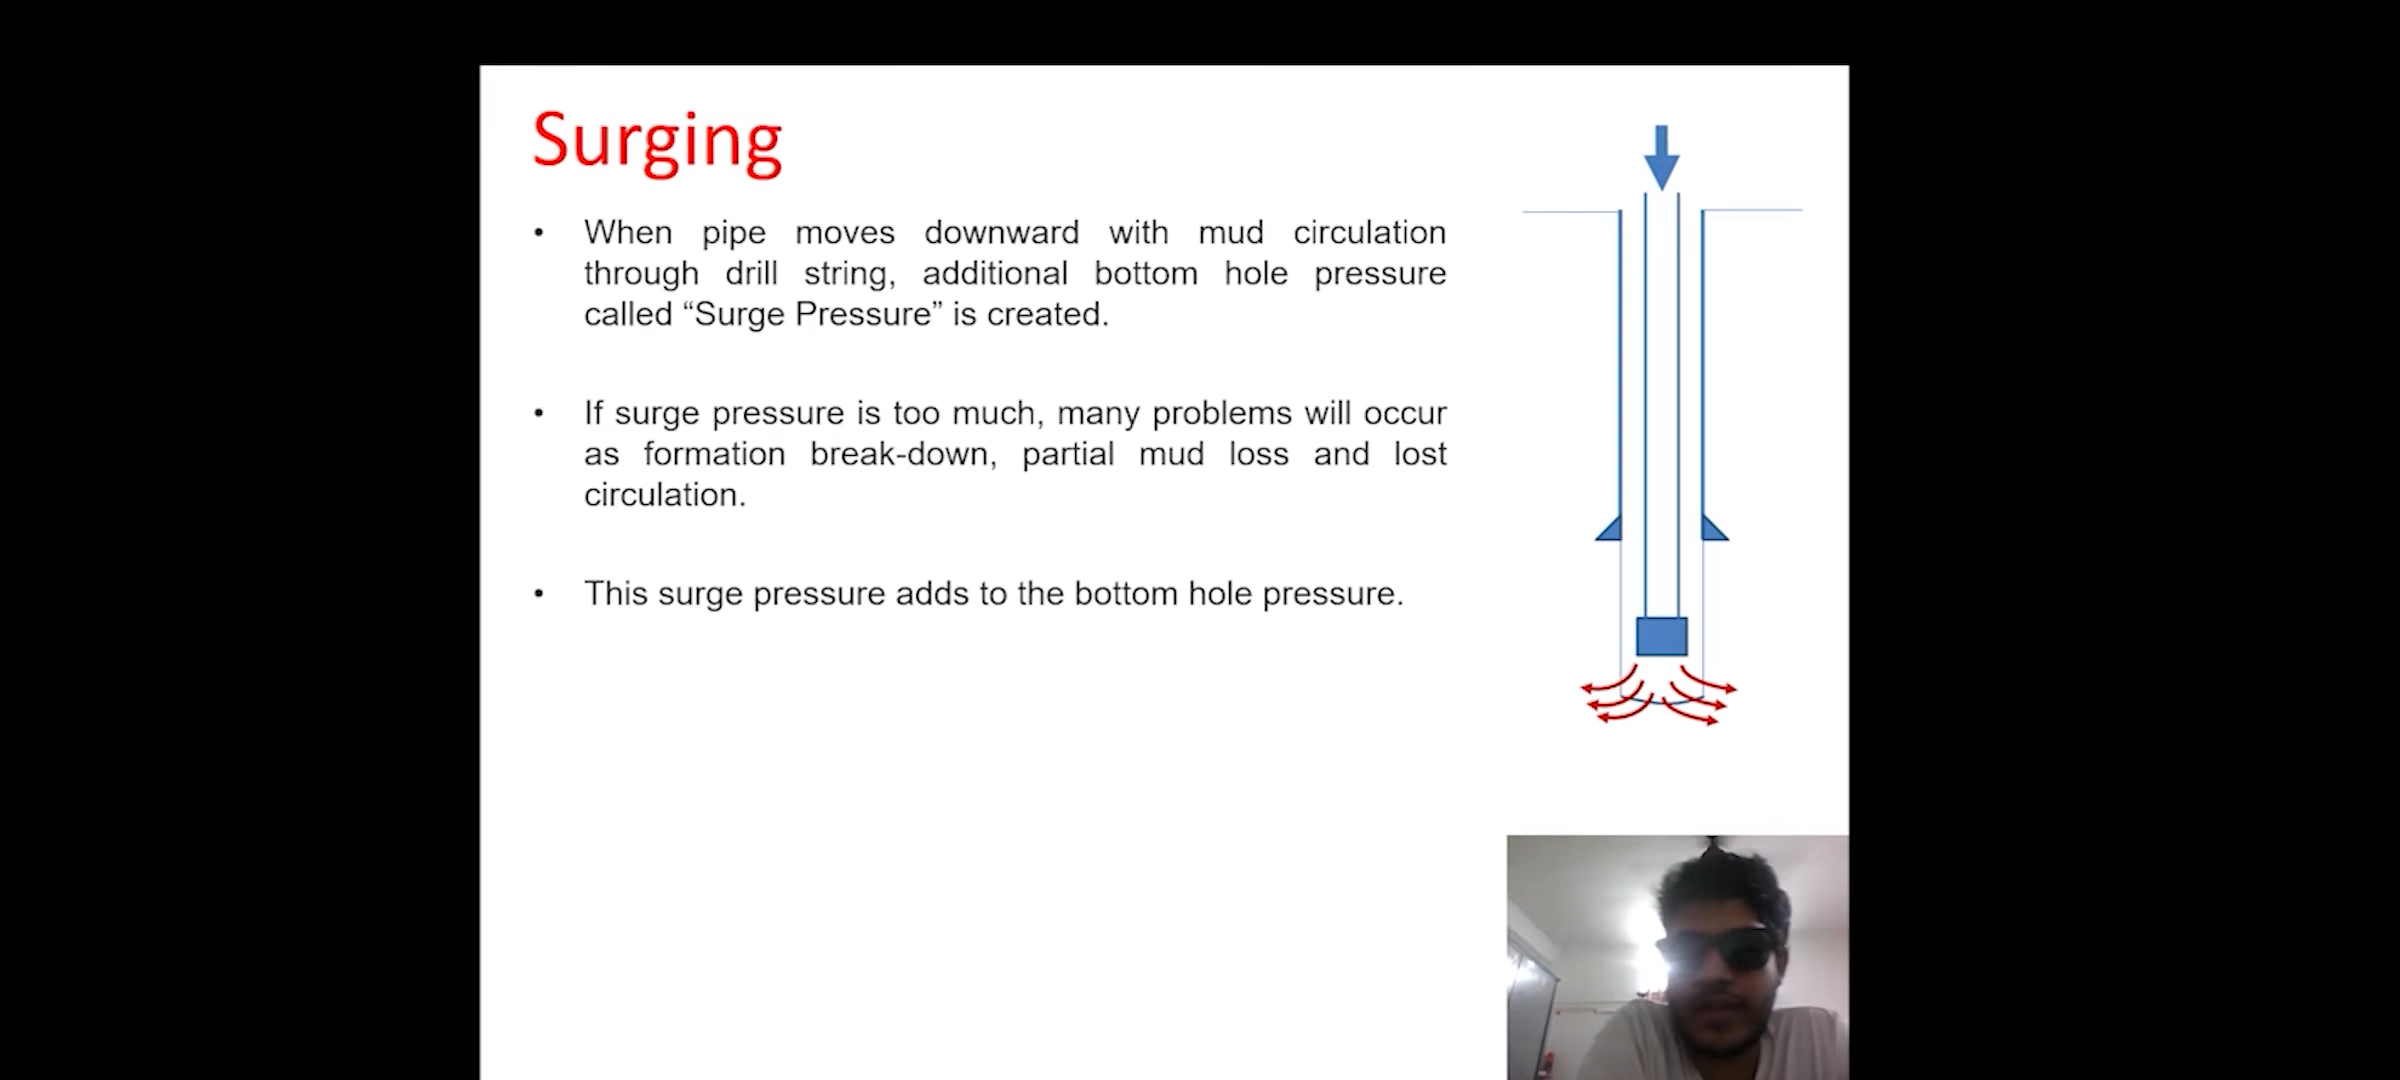 Surging
• When pipe moves downward with mud circulation
through drill string, additional bottom hole pressure
called “Surge Pressure” is created.
• If surge pressure is too much, many problems will occur
as formation break-down, partial mud loss and lost
circulation.
• This surge pressure adds to the bottom hole pressure.